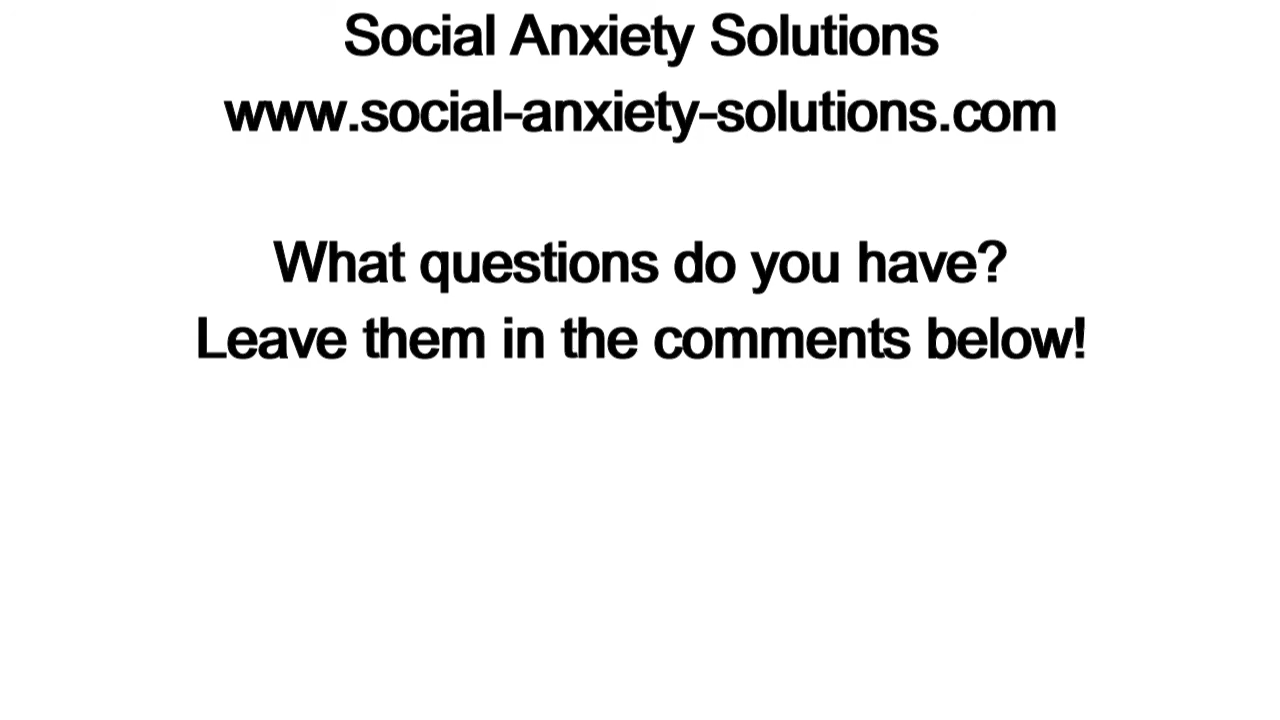 Social Anxiety Solutions
www.social-anxiety-solutions.com
What questions do you have?
Leave them in the comments below!